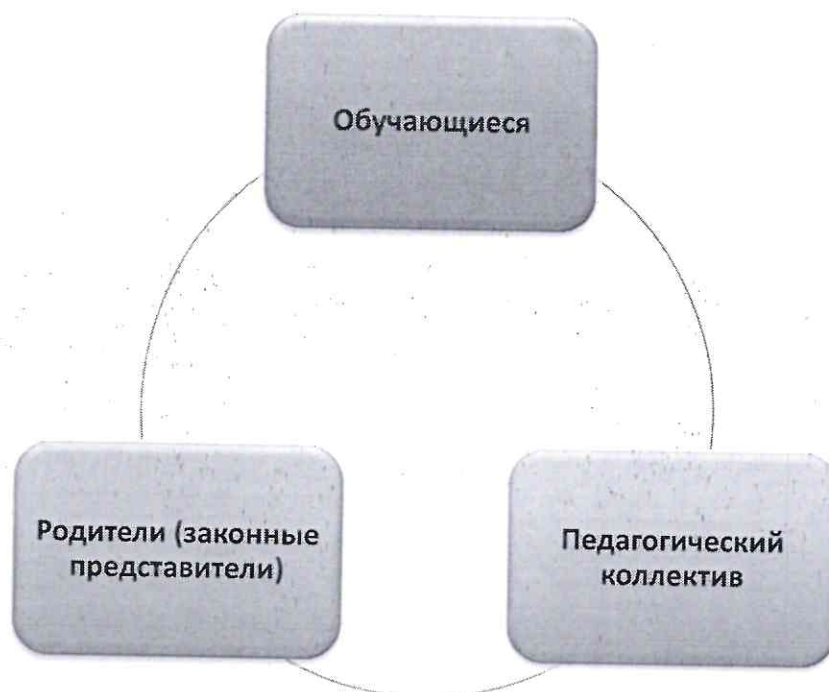 Обучающиеся
Родители (законные
представители)
Педагогический
коллектив